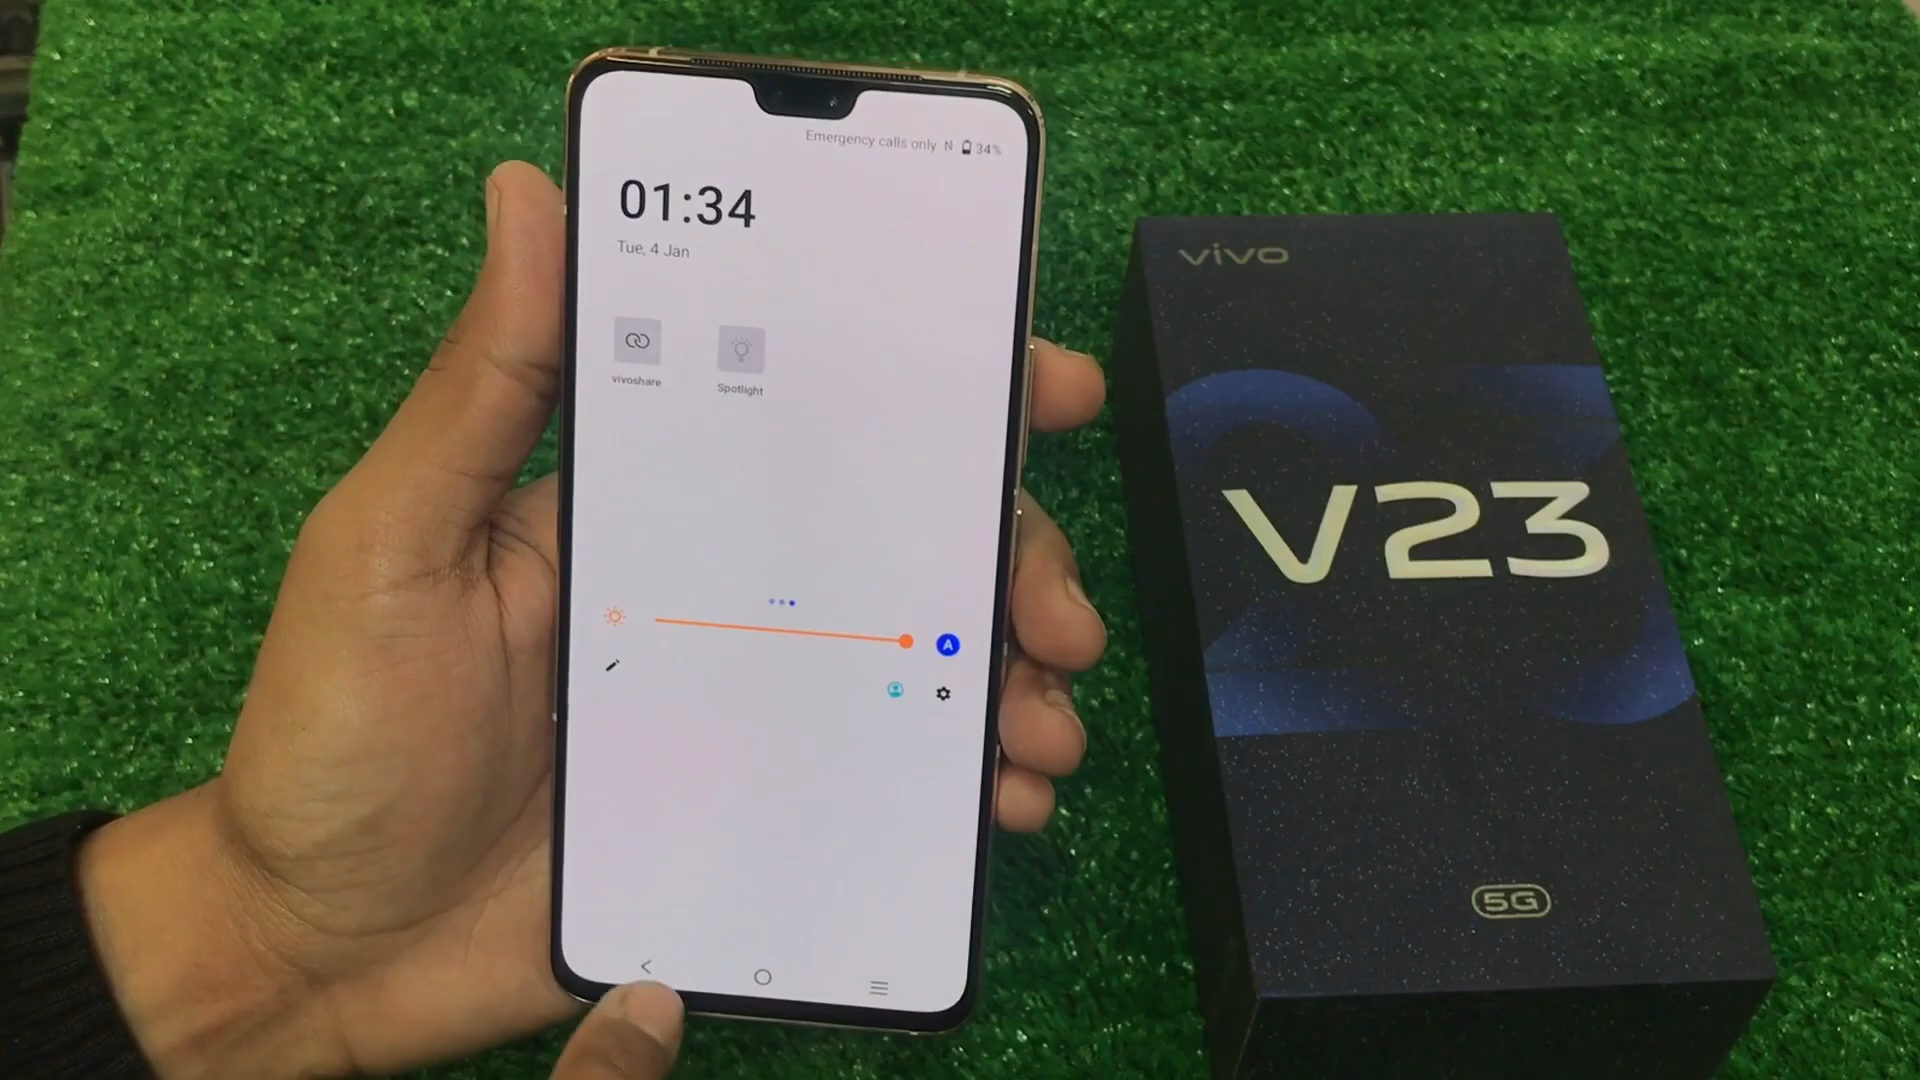 Emergency calls only N 34%
01:34
Tue, 4 Jan
vivoshare
Spotlight
A
vivo
V23
5G